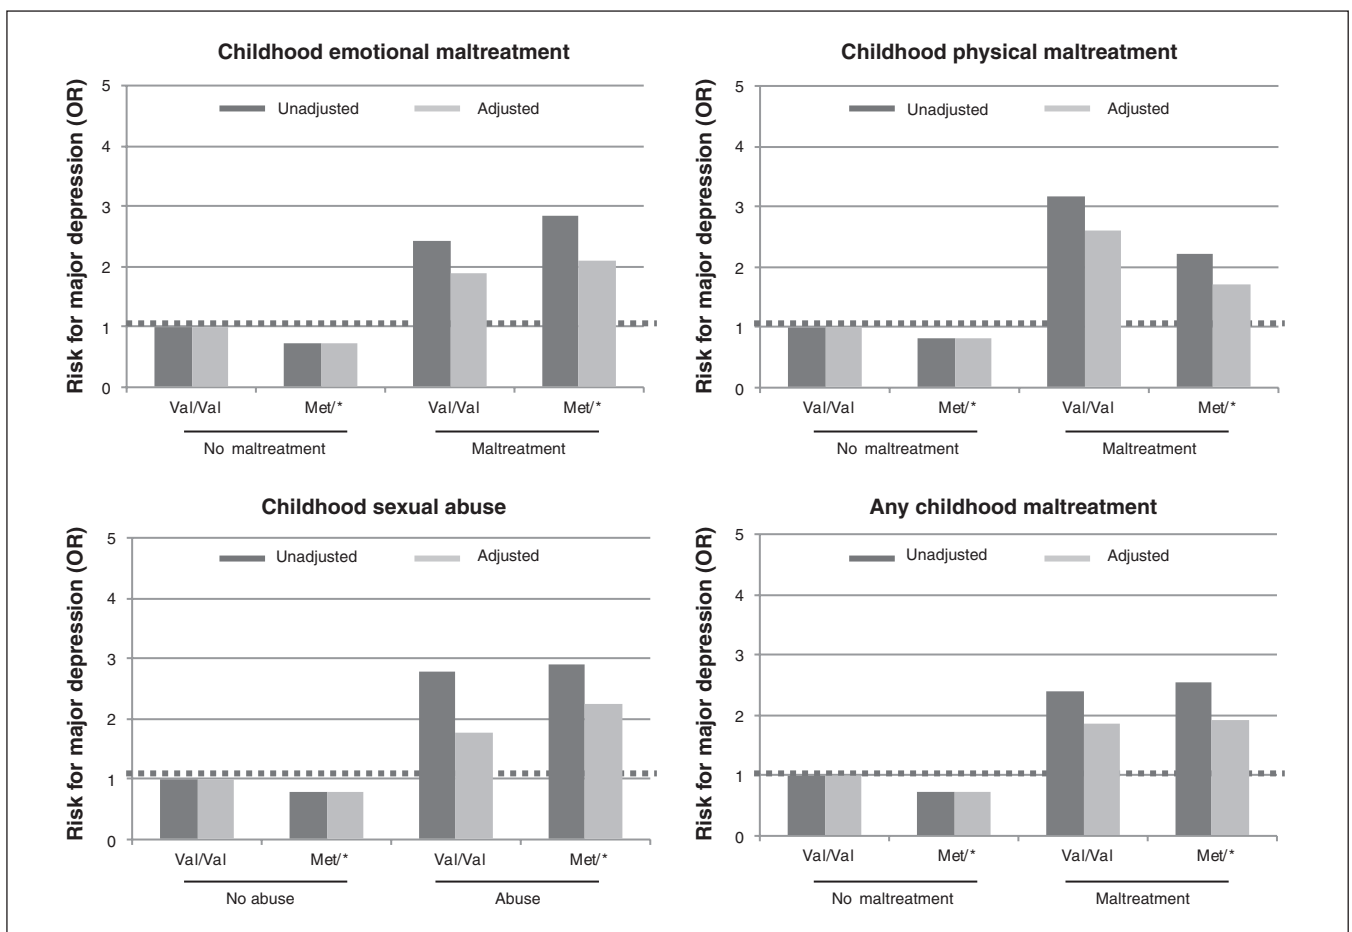 Childhood emotional maltreatment
Risk for major depression (OR)
5
4
3
2
1
0
Unadjusted
Adjusted
Val/Val
Met/*
Val/Val
Met/*
No maltreatment
Maltreatment
Childhood physical maltreatment
Risk for major depression (OR)
5
4
3
2
1
0
Unadjusted
Adjusted
Val/Val
Met/*
Val/Val
Met/*
No maltreatment
Maltreatment
Childhood sexual abuse
Risk for major depression (OR)
5
4
3
2
1
0
Unadjusted
Adjusted
Val/Val
Met/*
Val/Val
Met/*
No abuse
Abuse
Any childhood maltreatment
Risk for major depression (OR)
5
4
3
2
1
0
Unadjusted
Adjusted
Val/Val
Met/*
Val/Val
Met/*
No maltreatment
Maltreatment